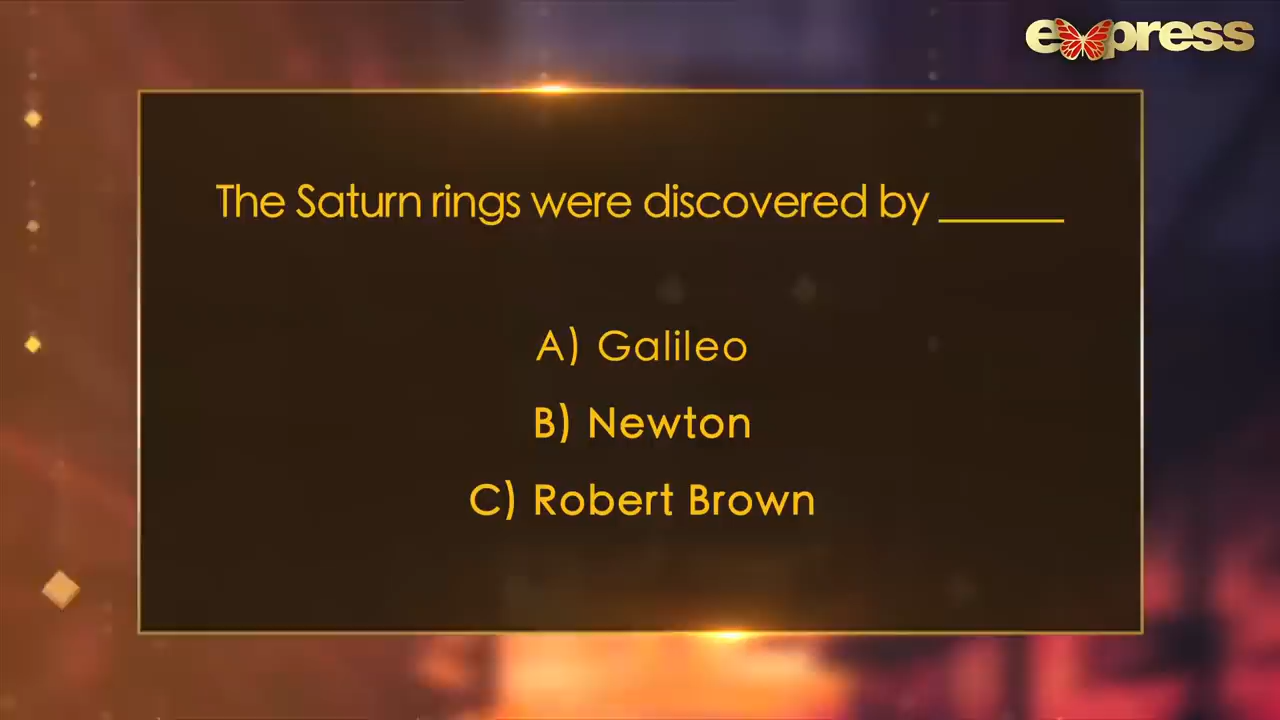 express
The Saturn rings were discovered by ______
A) Galileo
B) Newton
C) Robert Brown